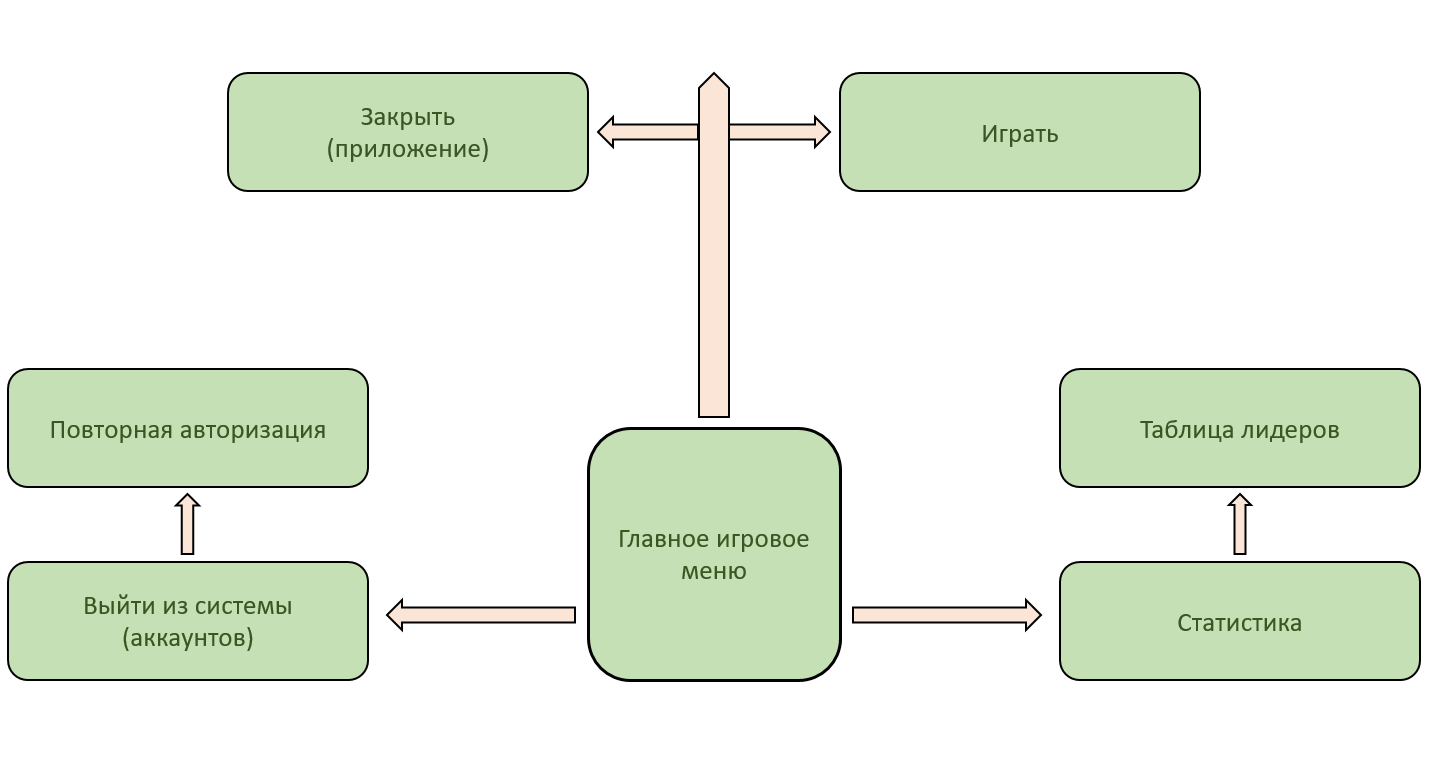 Закрыть
(приложение)
Играть
Повторная авторизация
Таблица лидеров
Главное игровое
меню
Выйти из системы
(аккаунтов)
Статистика